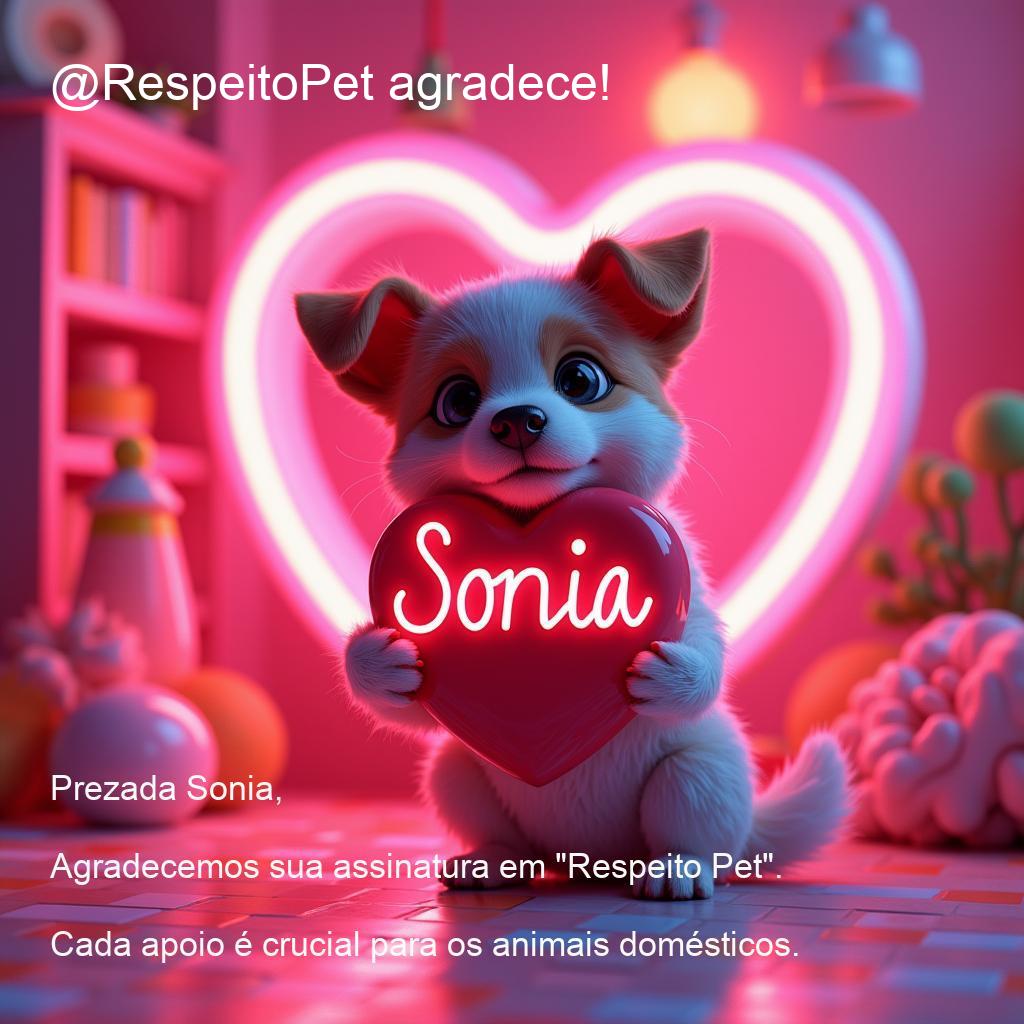 @RespeitoPet agradece!
Sonia
Prezada Sonia,
Agradecemos sua assinatura em "Respeito Pet".
Cada apoio é crucial para os animais domésticos.